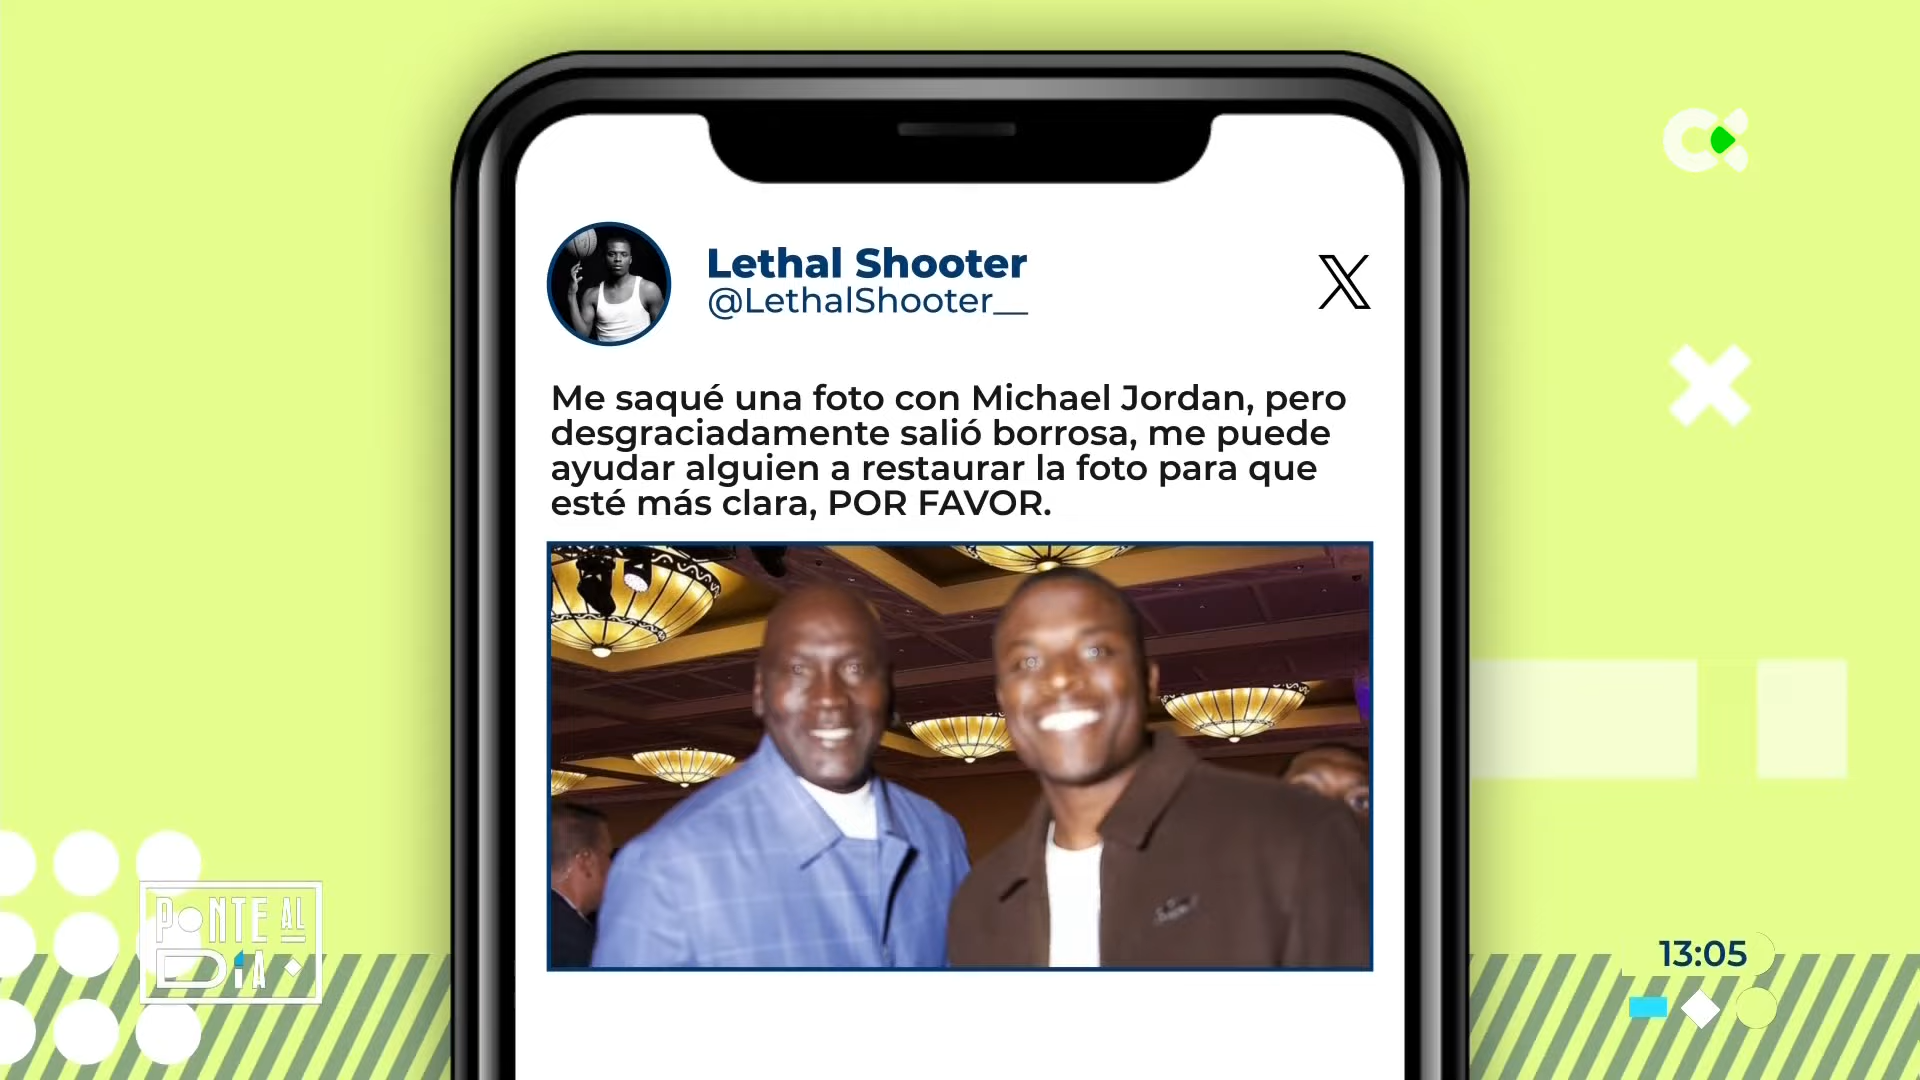 Lethal Shooter
@LethalShooter__
Me saqué una foto con Michael Jordan, pero
desgraciadamente salió borrosa, me puede
ayudar alguien a restaurar la foto para que
esté más clara, POR FAVOR.
PONTE AL
DÍA
13:05